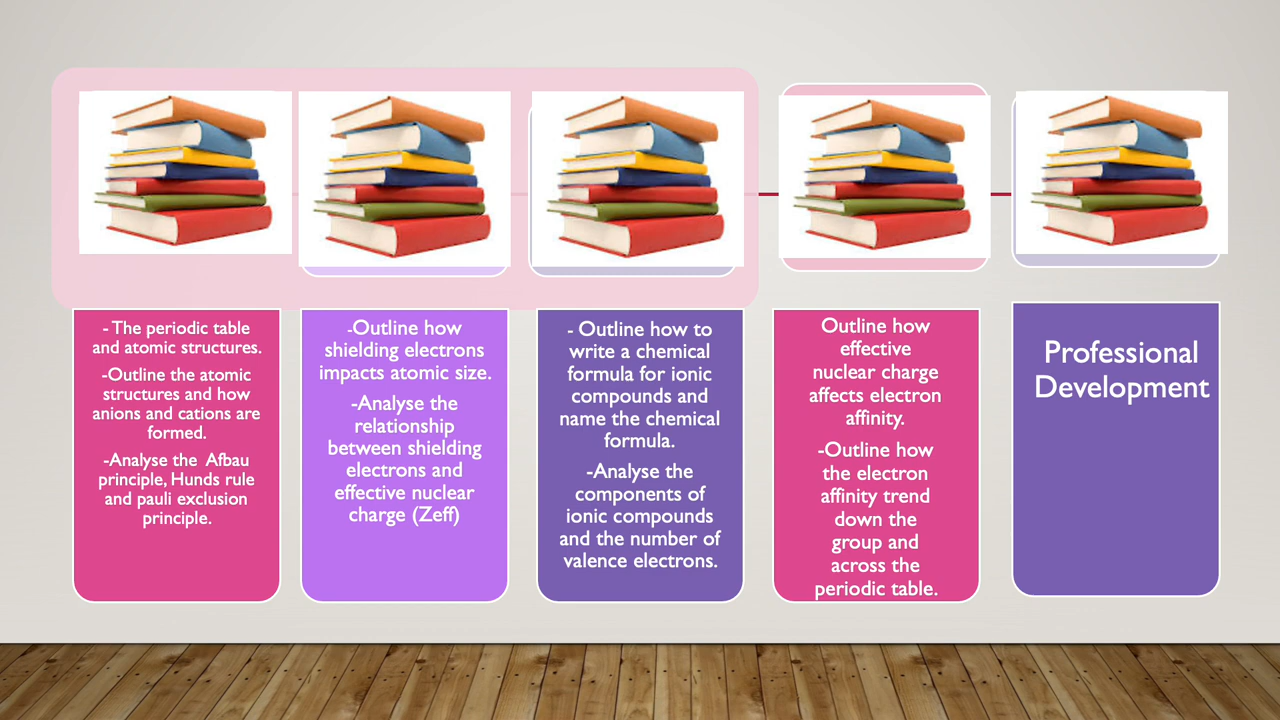 - The periodic table
and atomic structures.
-Outline the atomic
structures and how
anions and cations are
formed.
-Analyse the Afbau
principle, Hunds rule
and pauli exclusion
principle.
-Outline how
shielding electrons
impacts atomic size.
-Analyse the
relationship
between shielding
electrons and
effective nuclear
charge (Zeff)
- Outline how to
write a chemical
formula for ionic
compounds and
name the chemical
formula.
-Analyse the
components of
ionic compounds
and the number of
valence electrons.
Outline how
effective
nuclear charge
affects electron
affinity.
-Outline how
the electron
affinity trend
down the
group and
across the
periodic table.
Professional
Development